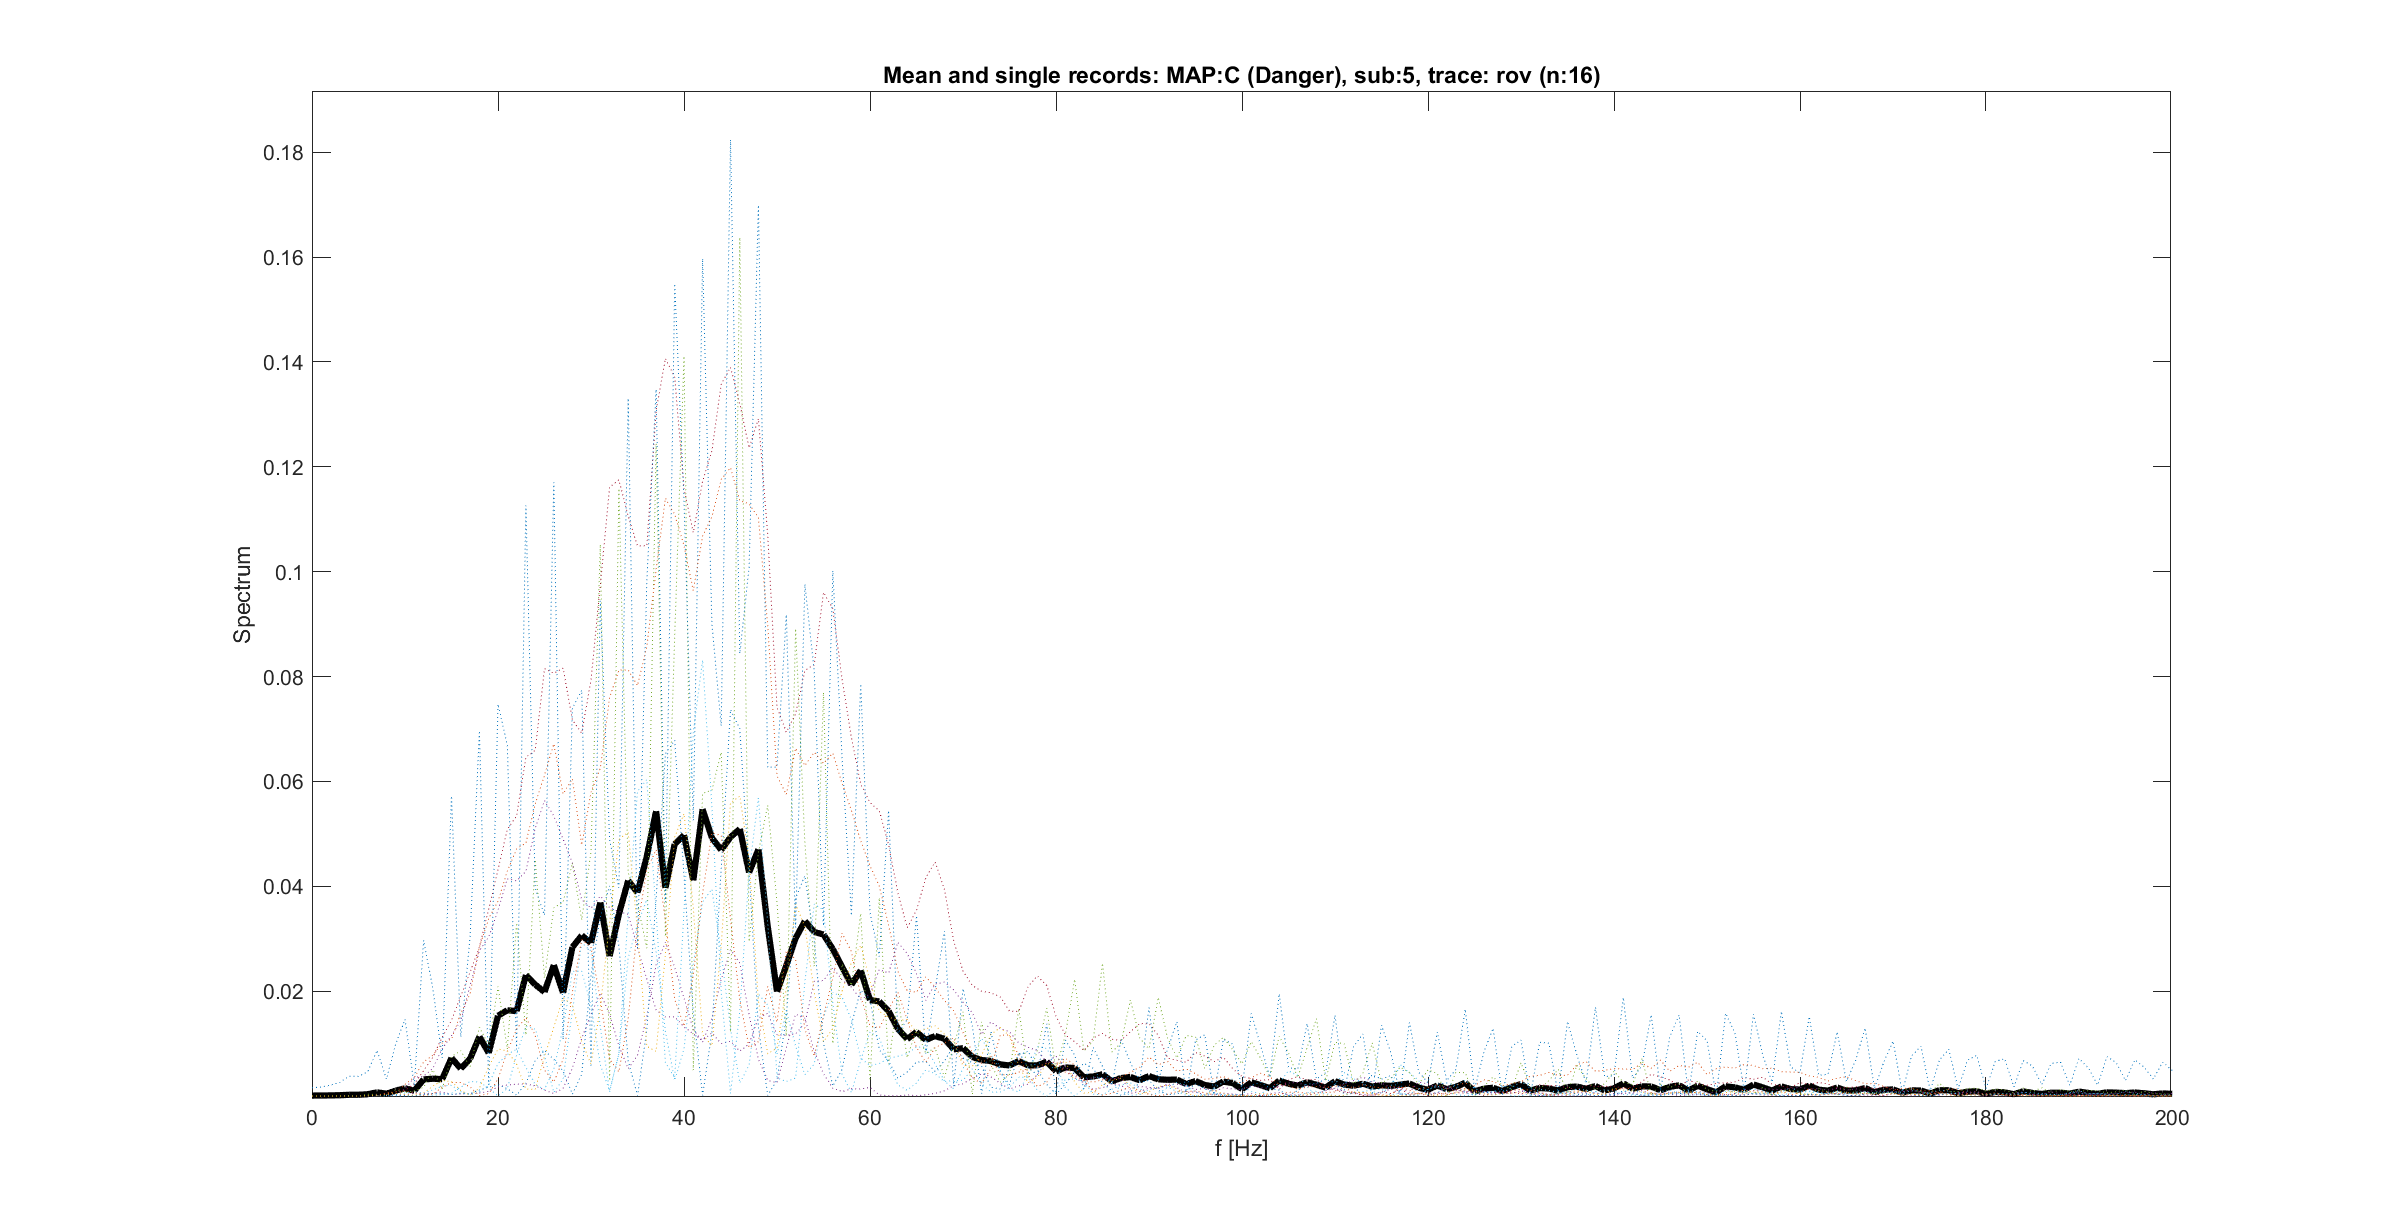 Mean and single records: MAP:C (Danger), sub:5, trace: rov (n:16)
0.18
0.16
0.14
0.12
0.1
0.08
0.06
0.04
0.02
Spectrum
0 20 40 60 80 100 120 140 160 180 200
f [Hz]